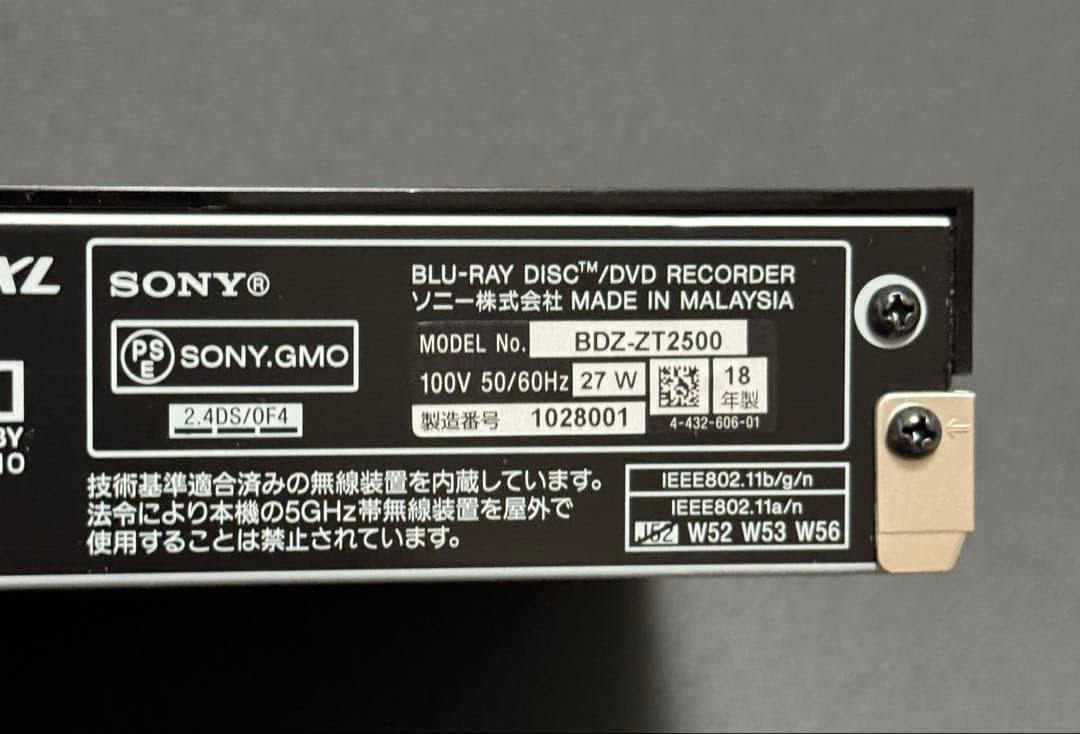 XL
SONY®
BLU-RAY DISC™/DVD RECORDER
ソニー株式会社 MADE IN MALAYSIA
PSE SONY.GMO
MODEL No. BDZ-ZT2500
100V 50/60Hz 27 W
18
年製
2.4DS/OF4
製造番号 1028001
4-432-606-01
技術基準適合済みの無線装置を内蔵しています。
法令により本機の5GHz帯無線装置を屋外で
使用することは禁止されています。
IEEE802.11b/g/n
IEEE802.11a/n
J52 W52 W53 W56